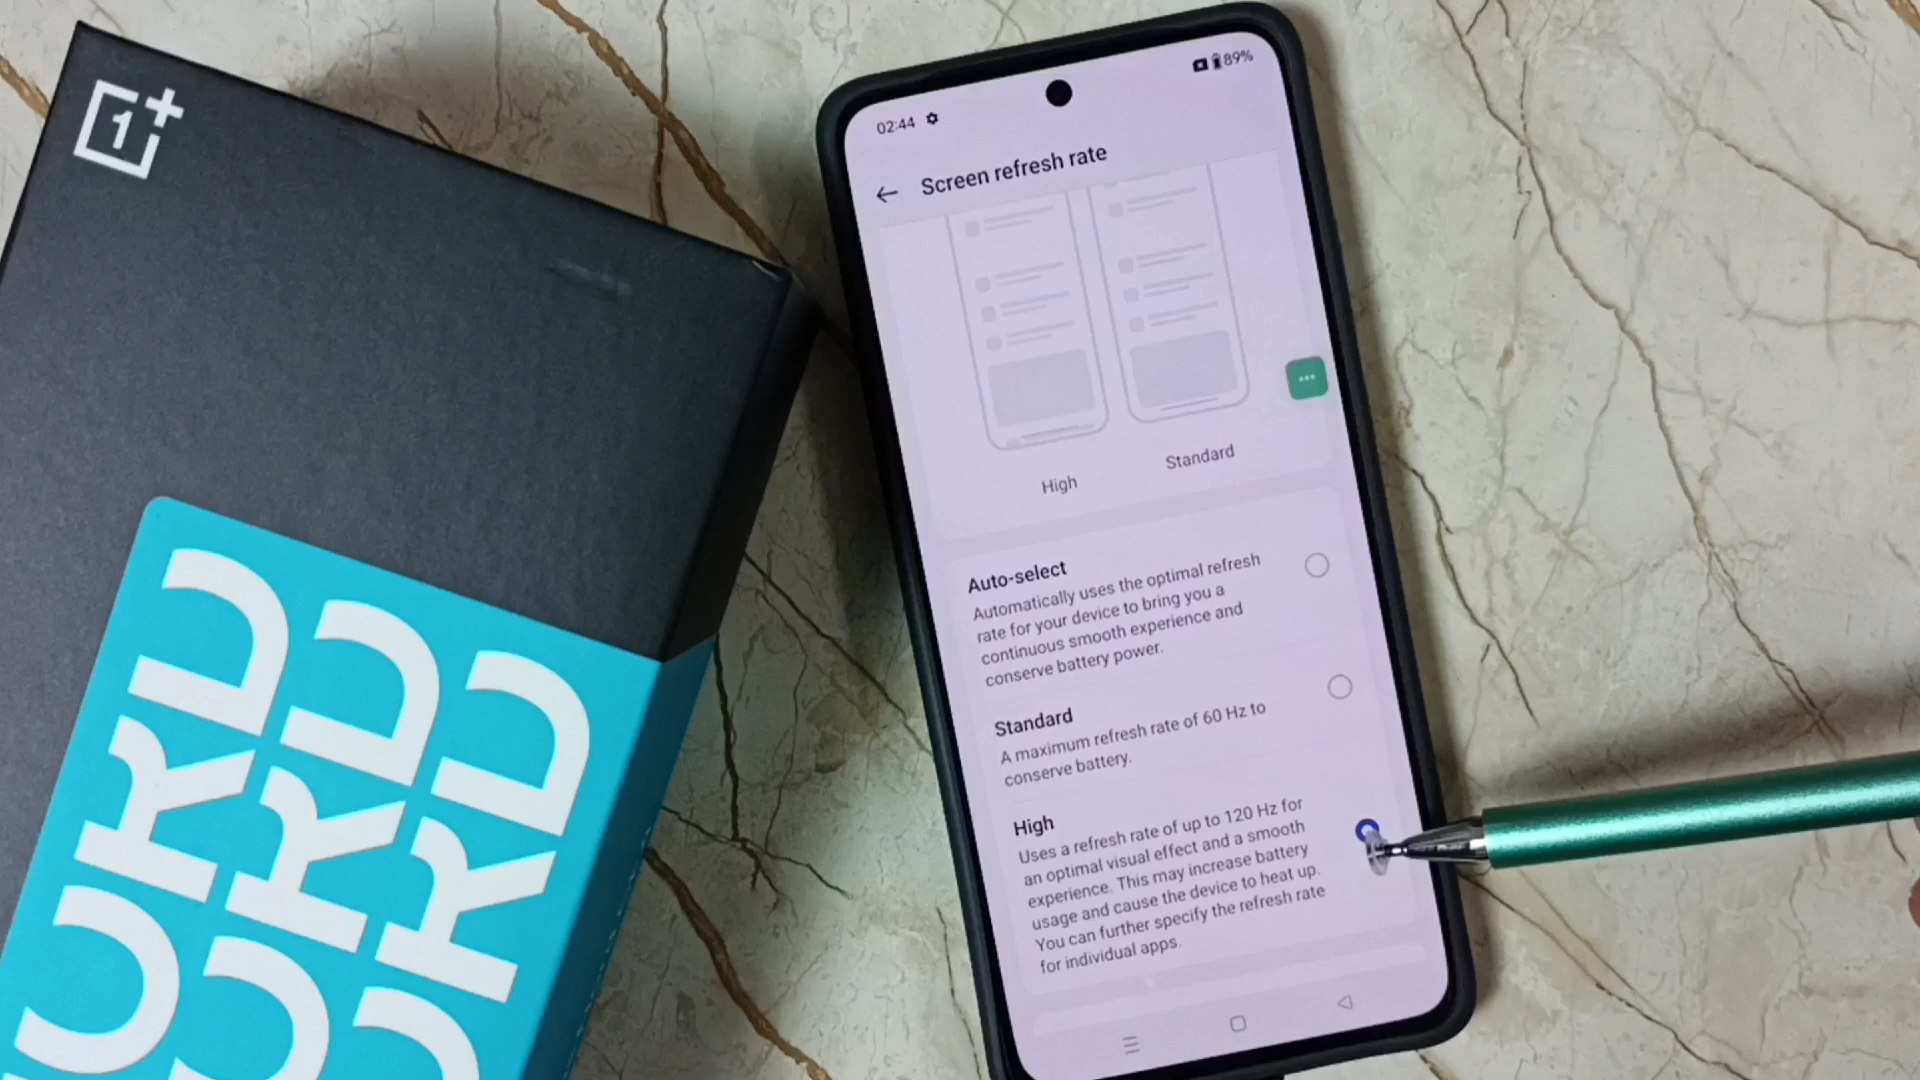 1+
NORD
NORD
NORD
02:44
89%
Screen refresh rate
High
Standard
Auto-select
Automatically uses the optimal refresh
rate for your device to bring you a
continuous smooth experience and
conserve battery power.
Standard
A maximum refresh rate of 60 Hz to
conserve battery.
High
Uses a refresh rate of up to 120 Hz for
an optimal visual effect and a smooth
experience. This may increase battery
usage and cause the device to heat up.
You can further specify the refresh rate
for individual apps.